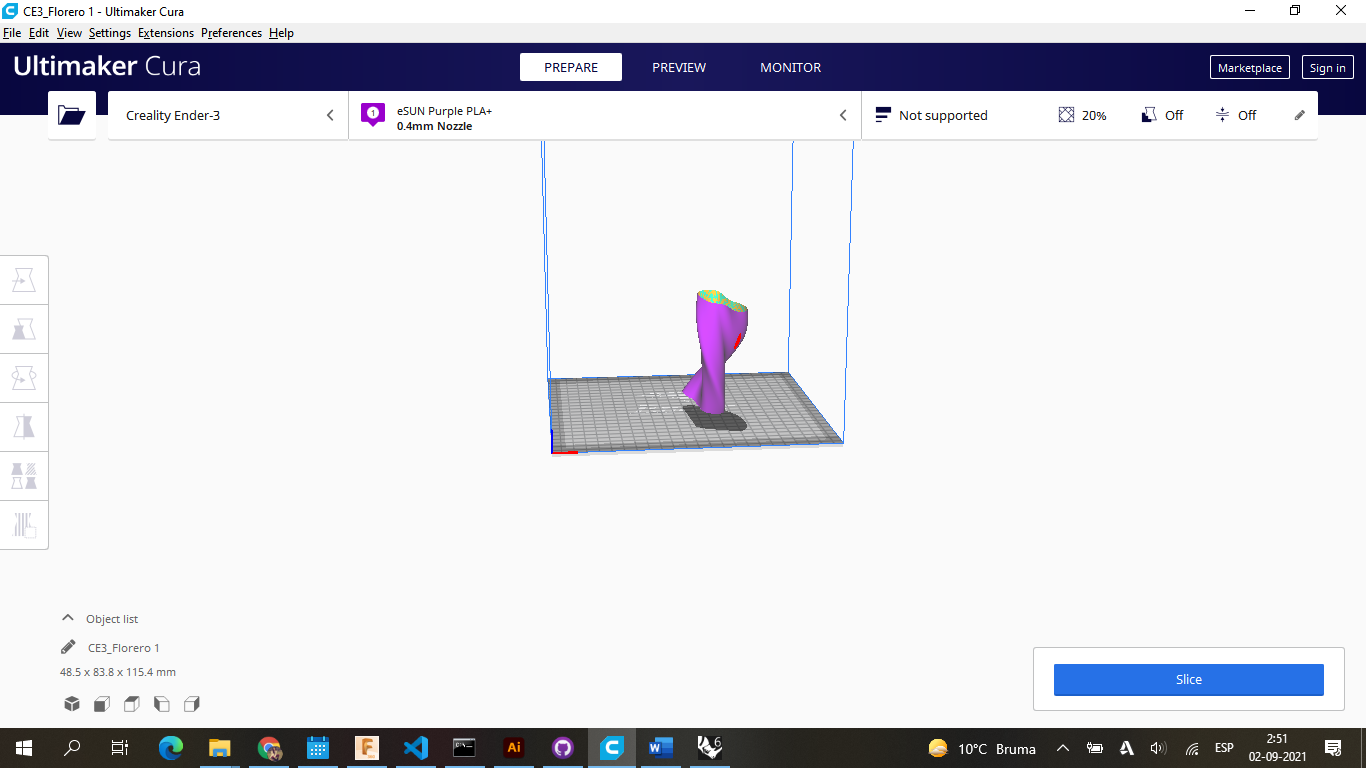 CE3_Florero 1 - Ultimaker Cura
File Edit View Settings Extensions Preferences Help
Ultimaker Cura
PREPARE
PREVIEW
MONITOR
Marketplace
Sign in
Creality Ender-3
1
eSUN Purple PLA+
0.4mm Nozzle
Not supported
20%
Off
Off
Object list
CE3_Florero 1
48.5 x 83.8 x 115.4 mm
Slice
Ai
6
10°C Bruma
ESP
2:51
02-09-2021